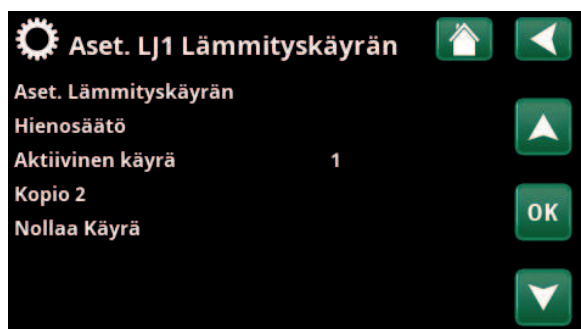 Aset. LJ1 Lämmityskäyrän
Aset. Lämmityskäyrän
Hienosäätö
Aktiivinen käyrä 1
Kopio 2
Nollaa Käyrä
OK